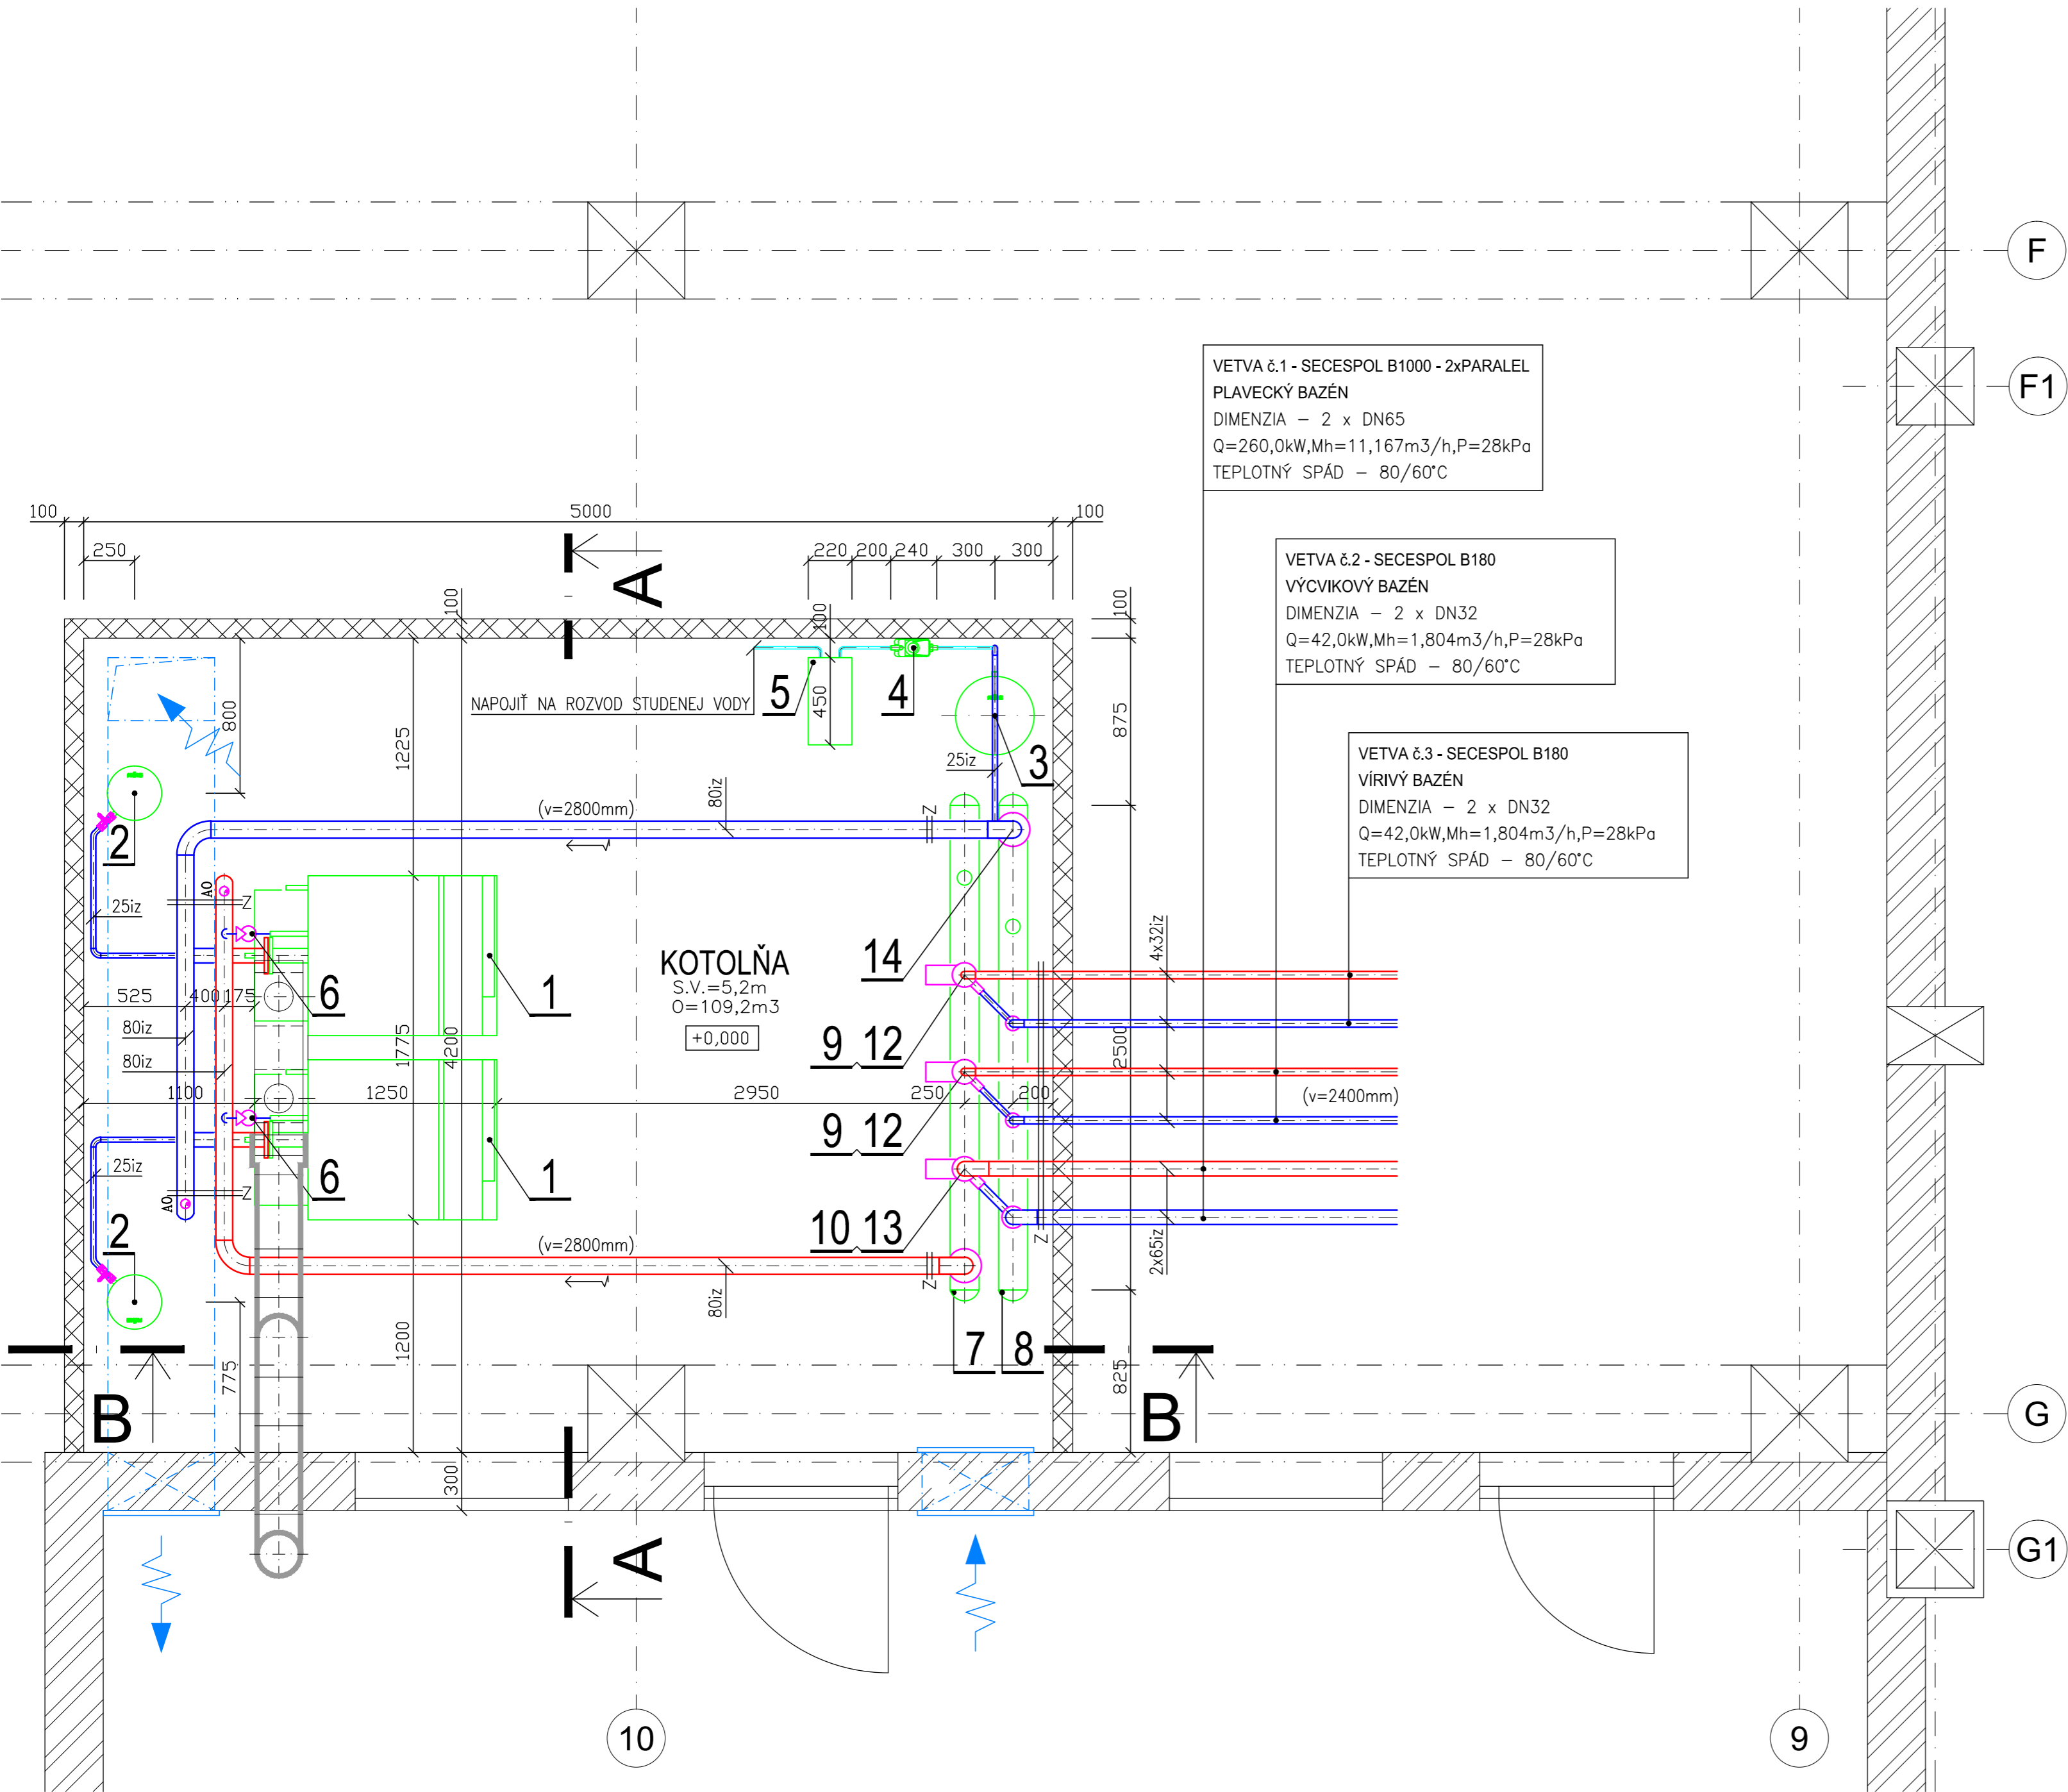 F
VETVA č.1 - SECESPOL B1000 - 2xPARALEL
PLAVECKÝ BAZÉN
DIMENZIA – 2 x DN65
Q=260,0kW,Mh=11,167m3/h,P=28kPa
TEPLOTNÝ SPÁD – 80/60°C
F1
100
5000
100
250
220
200
240
300
300
A
VETVA č.2 - SECESPOL B180
VÝCVIKOVÝ BAZÉN
DIMENZIA – 2 x DN32
Q=42,0kW,Mh=1,804m3/h,P=28kPa
TEPLOTNÝ SPÁD – 80/60°C
100
100
100
NAPOJIŤ NA ROZVOD STUDENEJ VODY
5
450
4
800
1225
875
25iz
3
VETVA č.3 - SECESPOL B180
VÍRIVÝ BAZÉN
DIMENZIA – 2 x DN32
Q=42,0kW,Mh=1,804m3/h,P=28kPa
TEPLOTNÝ SPÁD – 80/60°C
2
(v=2800mm)
80iz
Z
AO
Z
25iz
KOTOLŇA
S.V.=5,2m
O=109,2m3
+0,000
14
4x32iz
525
400
175
6
1
80iz
80iz
1775
4200
9
12
2500
1100
1250
2950
250
200
(v=2400mm)
9
12
25iz
6
1
Z
AO
2
10
13
(v=2800mm)
80iz
Z
Z
2x65iz
775
1200
7
8
825
B
B
G
300
A
G1
10
9